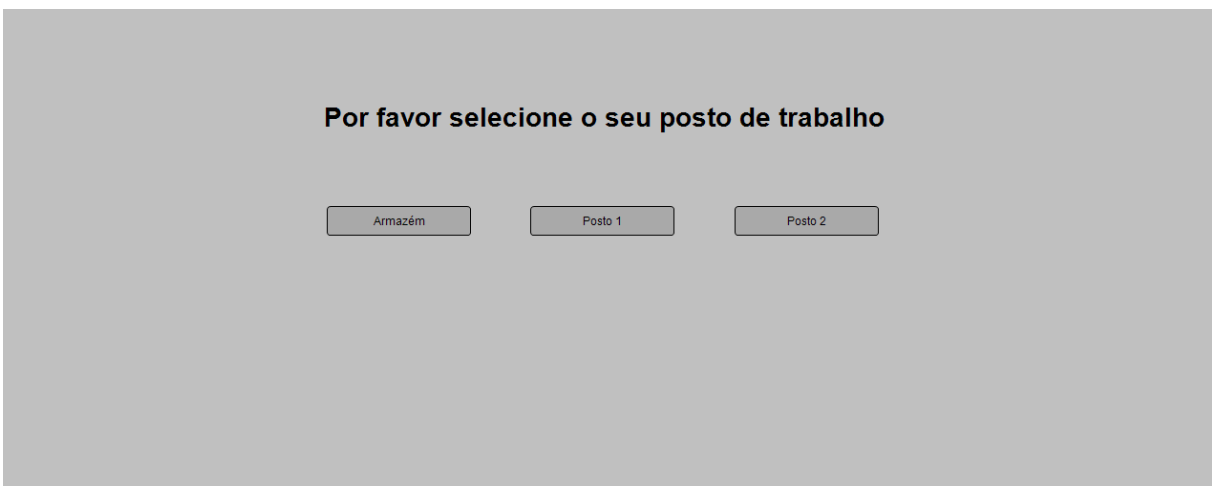 Por favor selecione o seu posto de trabalho
Armazém Posto 1 Posto 2